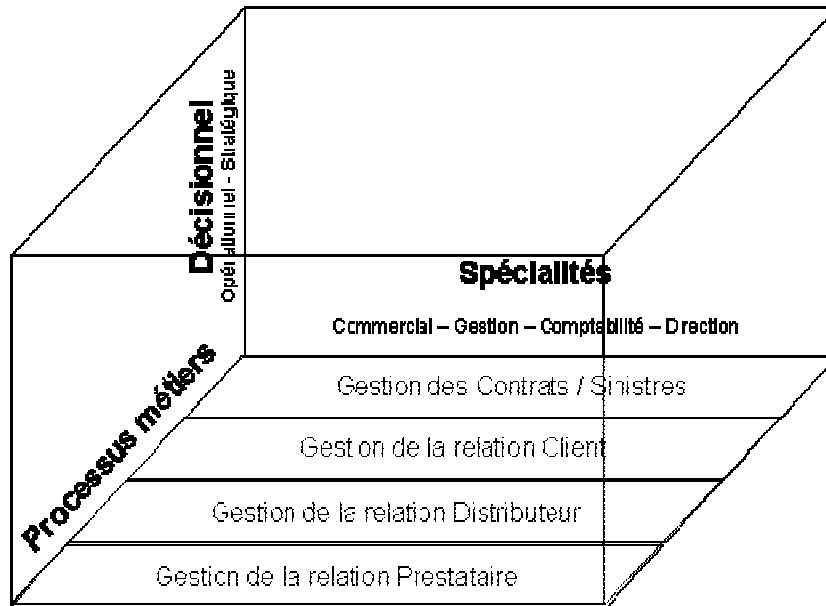 Décisionnel
Opérationnel - Stratégique
Spécialités
Commercial – Gestion – Comptabilité – Direction
Processus métiers
Gestion des Contrats / Sinistres
Gestion de la relation Client
Gestion de la relation Distributeur
Gestion de la relation Prestataire